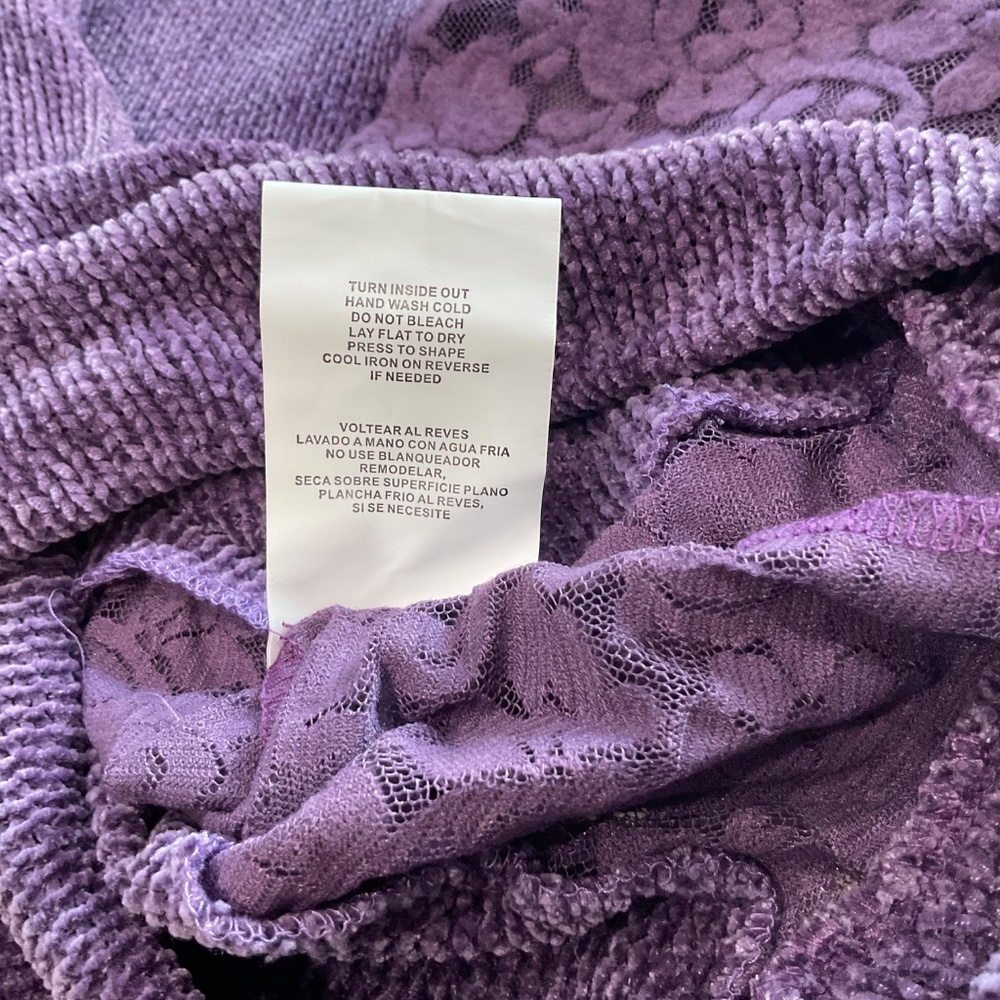 TURN INSIDE OUT
HAND WASH COLD
DO NOT BLEACH
LAY FLAT TO DRY
PRESS TO SHAPE
COOL IRON ON REVERSE
IF NEEDED
VOLTEAR AL REVES
LAVADO A MANO CON AGUA FRIA
NO USE BLANQUEADOR
REMODELAR,
SECA SOBRE SUPERFICIE PLANO
PLANCHA FRIO AL REVES,
SI SE NECESITE